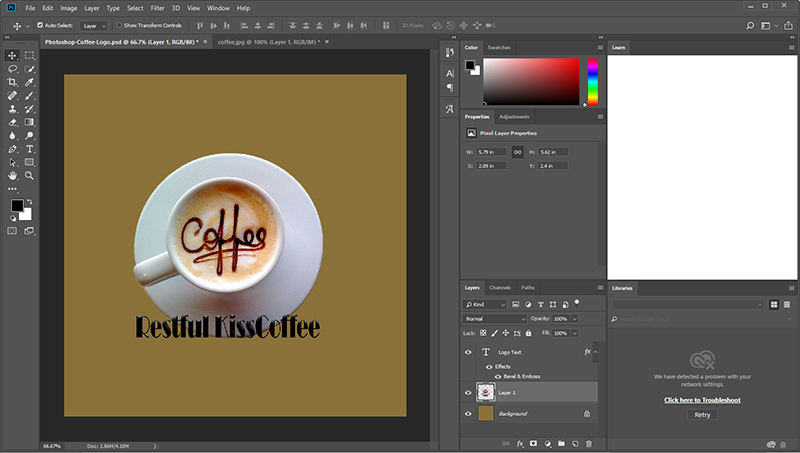 Ps File Edit Image Layer Type Select Filter 3D View Window Help
Auto Select: Layer Show Transform Controls 3D Mode:
Photoshop-Coffee-Logo.psd @ 66.7% (Layer 1, RGB/8#) * × coffee.jpg @ 100% (Layer 1, RGB/8#) * ×
Color Swatches
Learn
Properties Adjustments
Pixel Layer Properties
W: 5.79 in H: 5.62 in
X: 2.09 in Y: 2.4 in
Coffee
Restful KissCoffee
Layers Channels Paths
Kind
Normal Opacity: 100%
Lock: Fill: 100%
T Logo Text fx
Effects
Bevel & Emboss
Layer 1
Background
Libraries
We have detected a problem with your
network settings.
Click here to Troubleshoot
Retry
66.67% Doc: 2.86M/4.10M